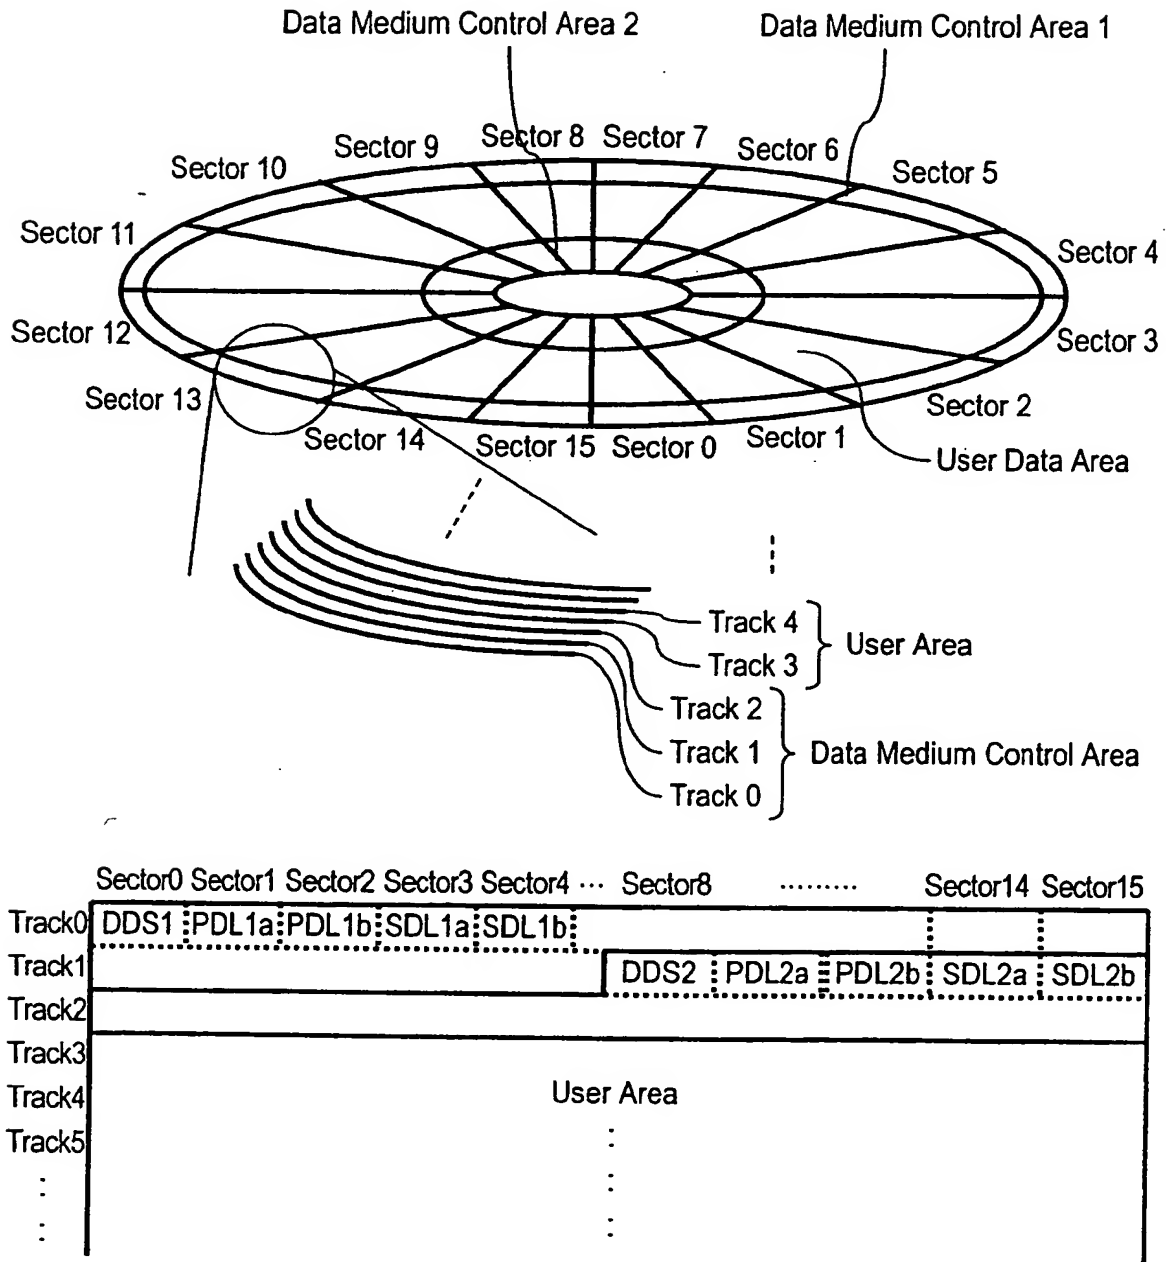 Data Medium Control Area 2
Data Medium Control Area 1
Sector 8
Sector 7
Sector 9
Sector 6
Sector 10
Sector 5
Sector 11
Sector 4
Sector 12
Sector 3
Sector 13
Sector 2
Sector 14
Sector 15
Sector 0
Sector 1
User Data Area
Track 4
Track 3
User Area
Track 2
Track 1
Track 0
Data Medium Control Area
Sector0 Sector1 Sector2 Sector3 Sector4 ... Sector8 ......... Sector14 Sector15
Track0 DDS1 PDL1a PDL1b SDL1a SDL1b
Track1 DDS2 PDL2a PDL2b SDL2a SDL2b
Track2
Track3
Track4 User Area
Track5